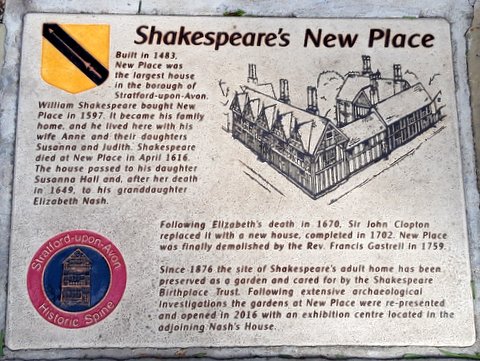 Shakespeare's New Place
Built in 1483,
New Place was
the largest house
in the borough of
Stratford-upon-Avon.
William Shakespeare bought New
Place in 1597. It became his family
home, and he lived here with his
wife Anne and their daughters
Susanna and Judith. Shakespeare
died at New Place in April 1616.
The house passed to his daughter
Susanna Hall and, after her death
in 1649, to his granddaughter
Elizabeth Nash.
Following Elizabeth's death in 1670, Sir John Clopton
replaced it with a new house, completed in 1702. New Place
was finally demolished by the Rev. Francis Gastrell in 1759.
Since 1876 the site of Shakespeare's adult home has been
preserved as a garden and cared for by the Shakespeare
Birthplace Trust. Following extensive archaeological
investigations the gardens at New Place were re-presented
and opened in 2016 with an exhibition centre located in the
adjoining Nash's House.
Stratford-upon-Avon
Historic Spine